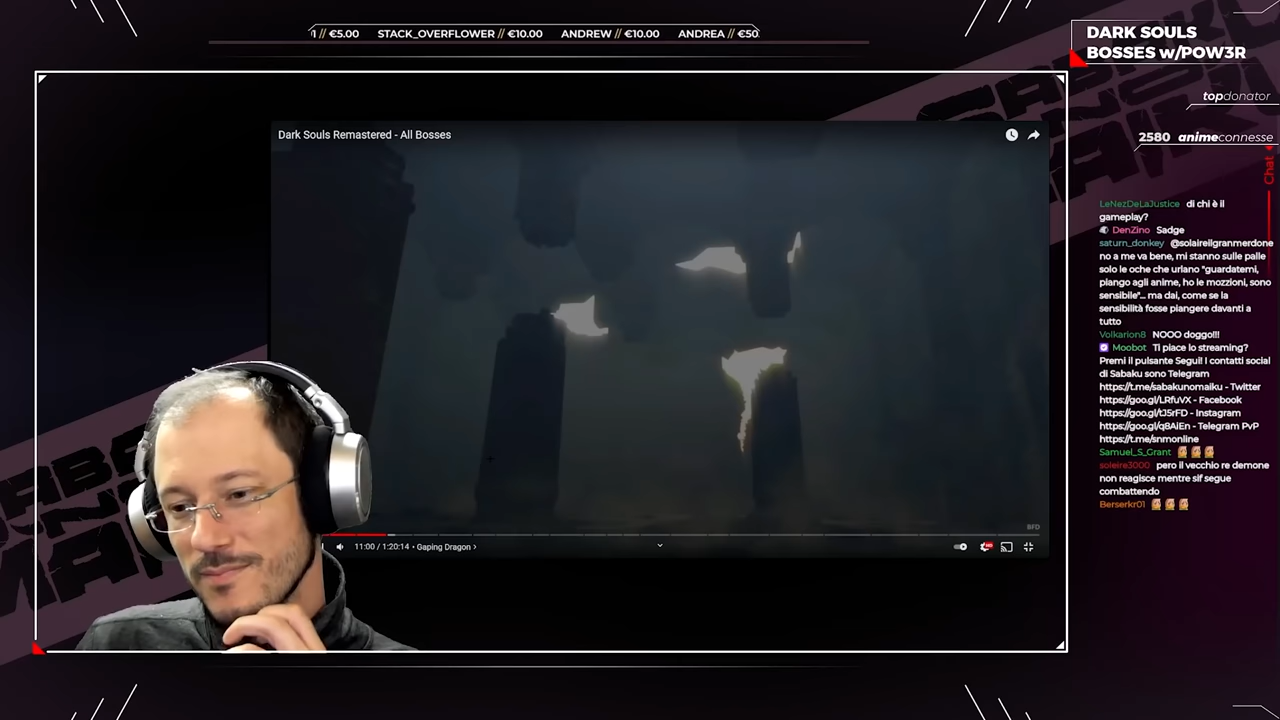 1 // €5.00 STACK_OVERFLOWER // €10.00 ANDREW // €10.00 ANDREA // €50
DARK SOULS
BOSSES w/POW3R
topdonator
2580 animeconnesse
Chat
Dark Souls Remastered - All Bosses
LeNezDeLaJustice di chi è il
gameplay?
DenZino Sadge
saturn_donkey @solaireilgranmerdone
no a me va bene, mi stanno sulle palle
solo le oche che urlano "guardatemi,
piango agli anime, ho le mozzioni, sono
sensibile"... ma dai, come se la
sensibilità fosse piangere davanti a
tutto
Volkarion8 NOOO doggo!!!
Moobot Ti piace lo streaming?
Premi il pulsante Segui! I contatti social
di Sabaku sono Telegram
https://t.me/sabakunomaiku - Twitter
https://goo.gl/LRfuVX - Facebook
https://goo.gl/tJ5rFD - Instagram
https://goo.gl/q8AiEn - Telegram PvP
https://t.me/snmonline
Samuel_S_Grant
soleire3000 pero il vecchio re demone
non reagisce mentre sif segue
combattendo
Berserkr01
BFD
11:00 / 1:20:14 • Gaping Dragon ›